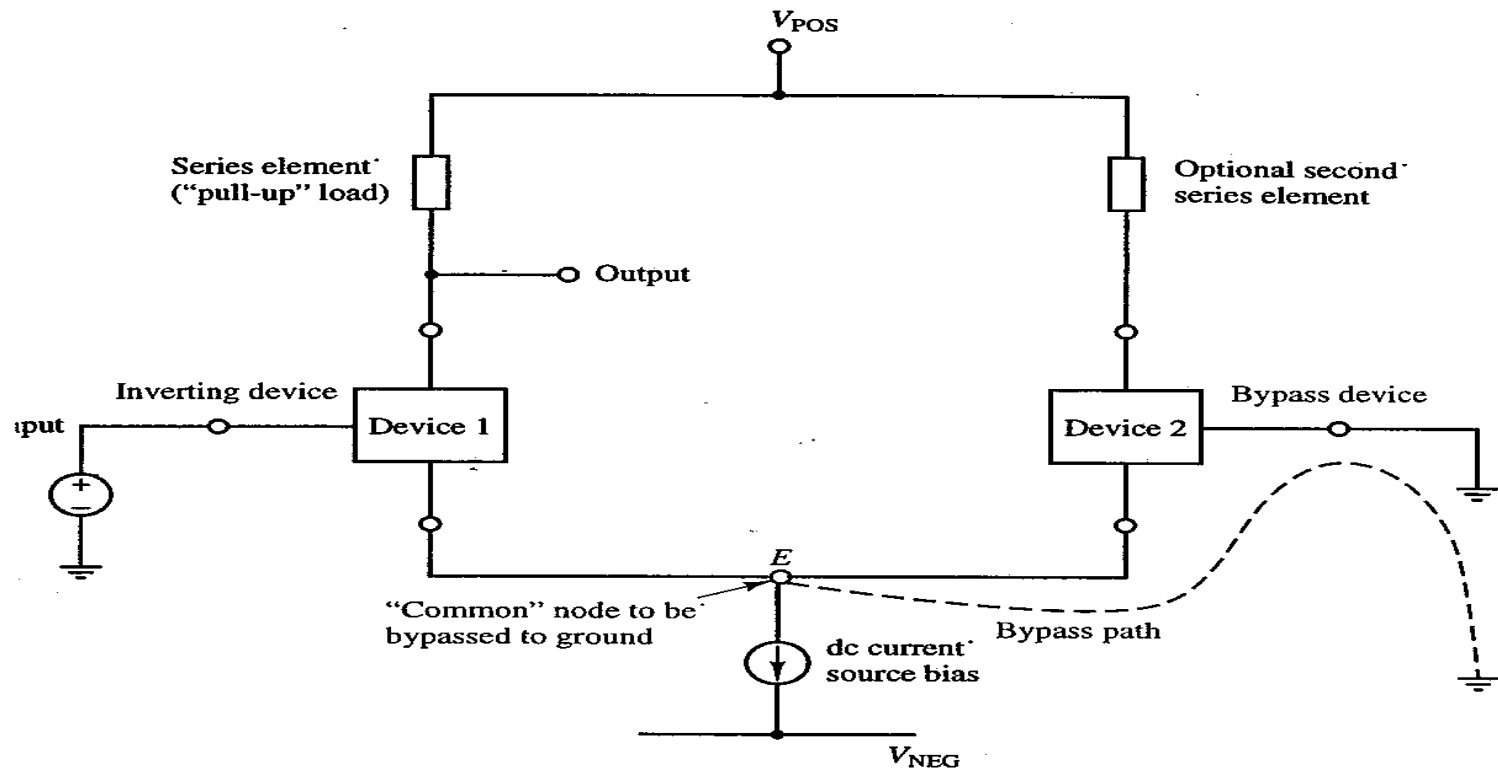 VPOS
Series element
("pull-up" load)
Optional second
series element
Output
Inverting device
Device 1
Device 2
Bypass device
+
−
E
"Common" node to be
bypassed to ground
Bypass path
dc current
source bias
VNEG